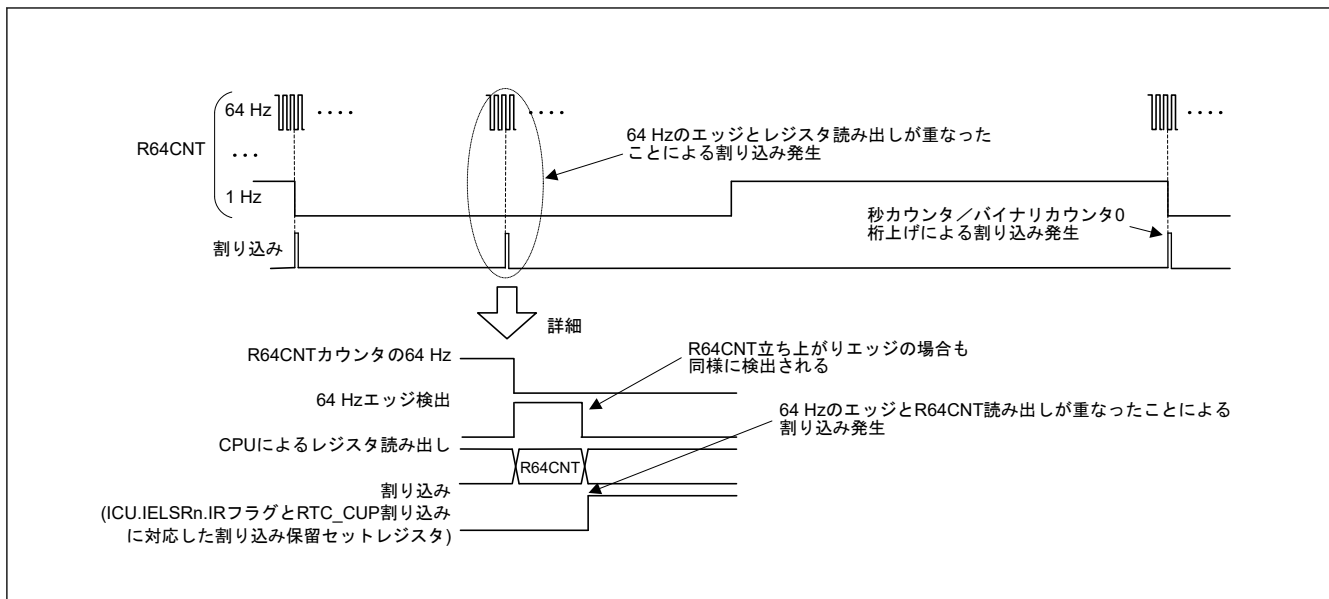 64 Hz
R64CNT
1 Hz
64 Hzのエッジとレジスタ読み出しが重なった
ことによる割り込み発生
割り込み
秒カウンタ／バイナリカウンタ0
桁上げによる割り込み発生
詳細
R64CNTカウンタの64 Hz
R64CNT立ち上がりエッジの場合も
同様に検出される
64 Hzエッジ検出
64 HzのエッジとR64CNT読み出しが重なったことによる
割り込み発生
CPUによるレジスタ読み出し
R64CNT
割り込み
(ICU.IELSRn.IRフラグとRTC_CUP割り込み
に対応した割り込み保留セットレジスタ)